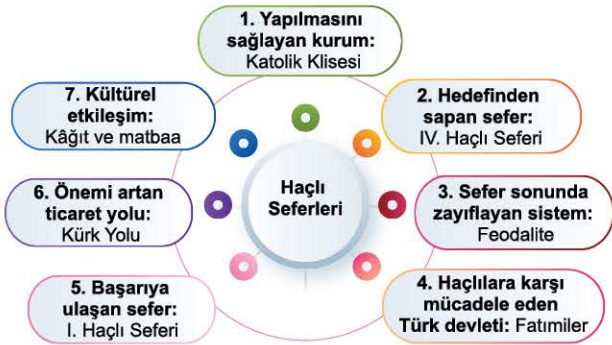 1. Yapılmasını
sağlayan kurum:
Katolik Klisesi
2. Hedefinden
sapan sefer:
IV. Haçlı Seferi
3. Sefer sonunda
zayıflayan sistem:
Feodalite
4. Haçlılara karşı
mücadele eden
Türk devleti: Fatımiler
5. Başarıya
ulaşan sefer:
I. Haçlı Seferi
6. Önemi artan
ticaret yolu:
Kürk Yolu
7. Kültürel
etkileşim:
Kâğıt ve matbaa
Haçlı
Seferleri